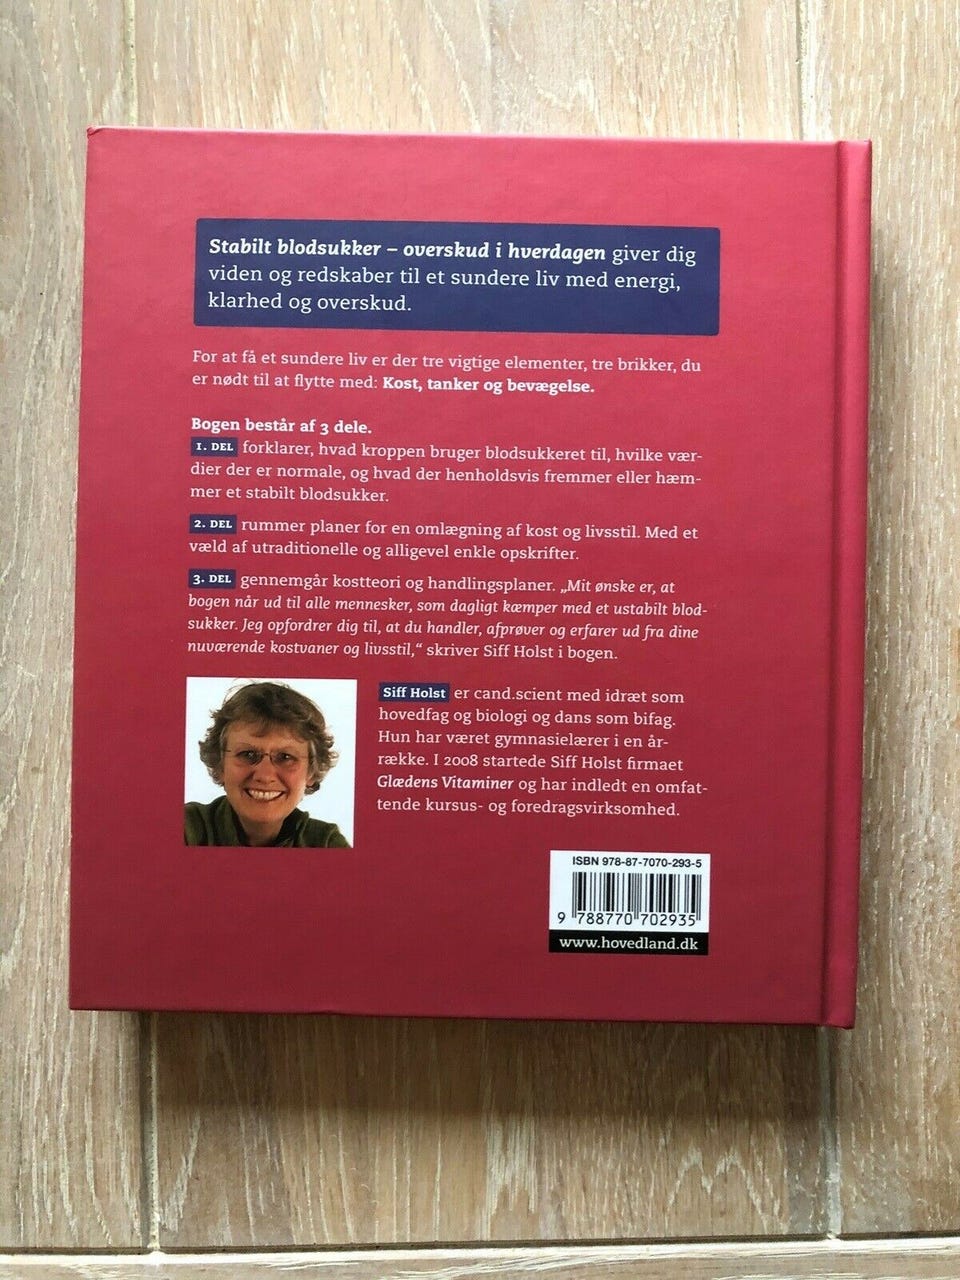 Stabilt blodsukker – overskud i hverdagen giver dig
viden og redskaber til et sundere liv med energi,
klarhed og overskud.
For at få et sundere liv er der tre vigtige elementer, tre brikker, du
er nødt til at flytte med: Kost, tanker og bevægelse.
Bogen består af 3 dele.
1. DEL forklarer, hvad kroppen bruger blodsukkeret til, hvilke vær-
dier der er normale, og hvad der henholdsvis fremmer eller hæm-
mer et stabilt blodsukker.
2. DEL rummer planer for en omlægning af kost og livsstil. Med et
væld af utraditionelle og alligevel enkle opskrifter.
3. DEL gennemgår kostteori og handlingsplaner. „Mit ønske er, at
bogen når ud til alle mennesker, som dagligt kæmper med et ustabilt blod-
sukker. Jeg opfordrer dig til, at du handler, afprøver og erfarer ud fra dine
nuværende kostvaner og livsstil,“ skriver Siff Holst i bogen.
Siff Holst er cand.scient med idræt som
hovedfag og biologi og dans som bifag.
Hun har været gymnasielærer i en år-
række. I 2008 startede Siff Holst firmaet
Glædens Vitaminer og har indledt en omfat-
tende kursus- og foredragsvirksomhed.
ISBN 978-87-7070-293-5
9 788770 702935
www.hovedland.dk